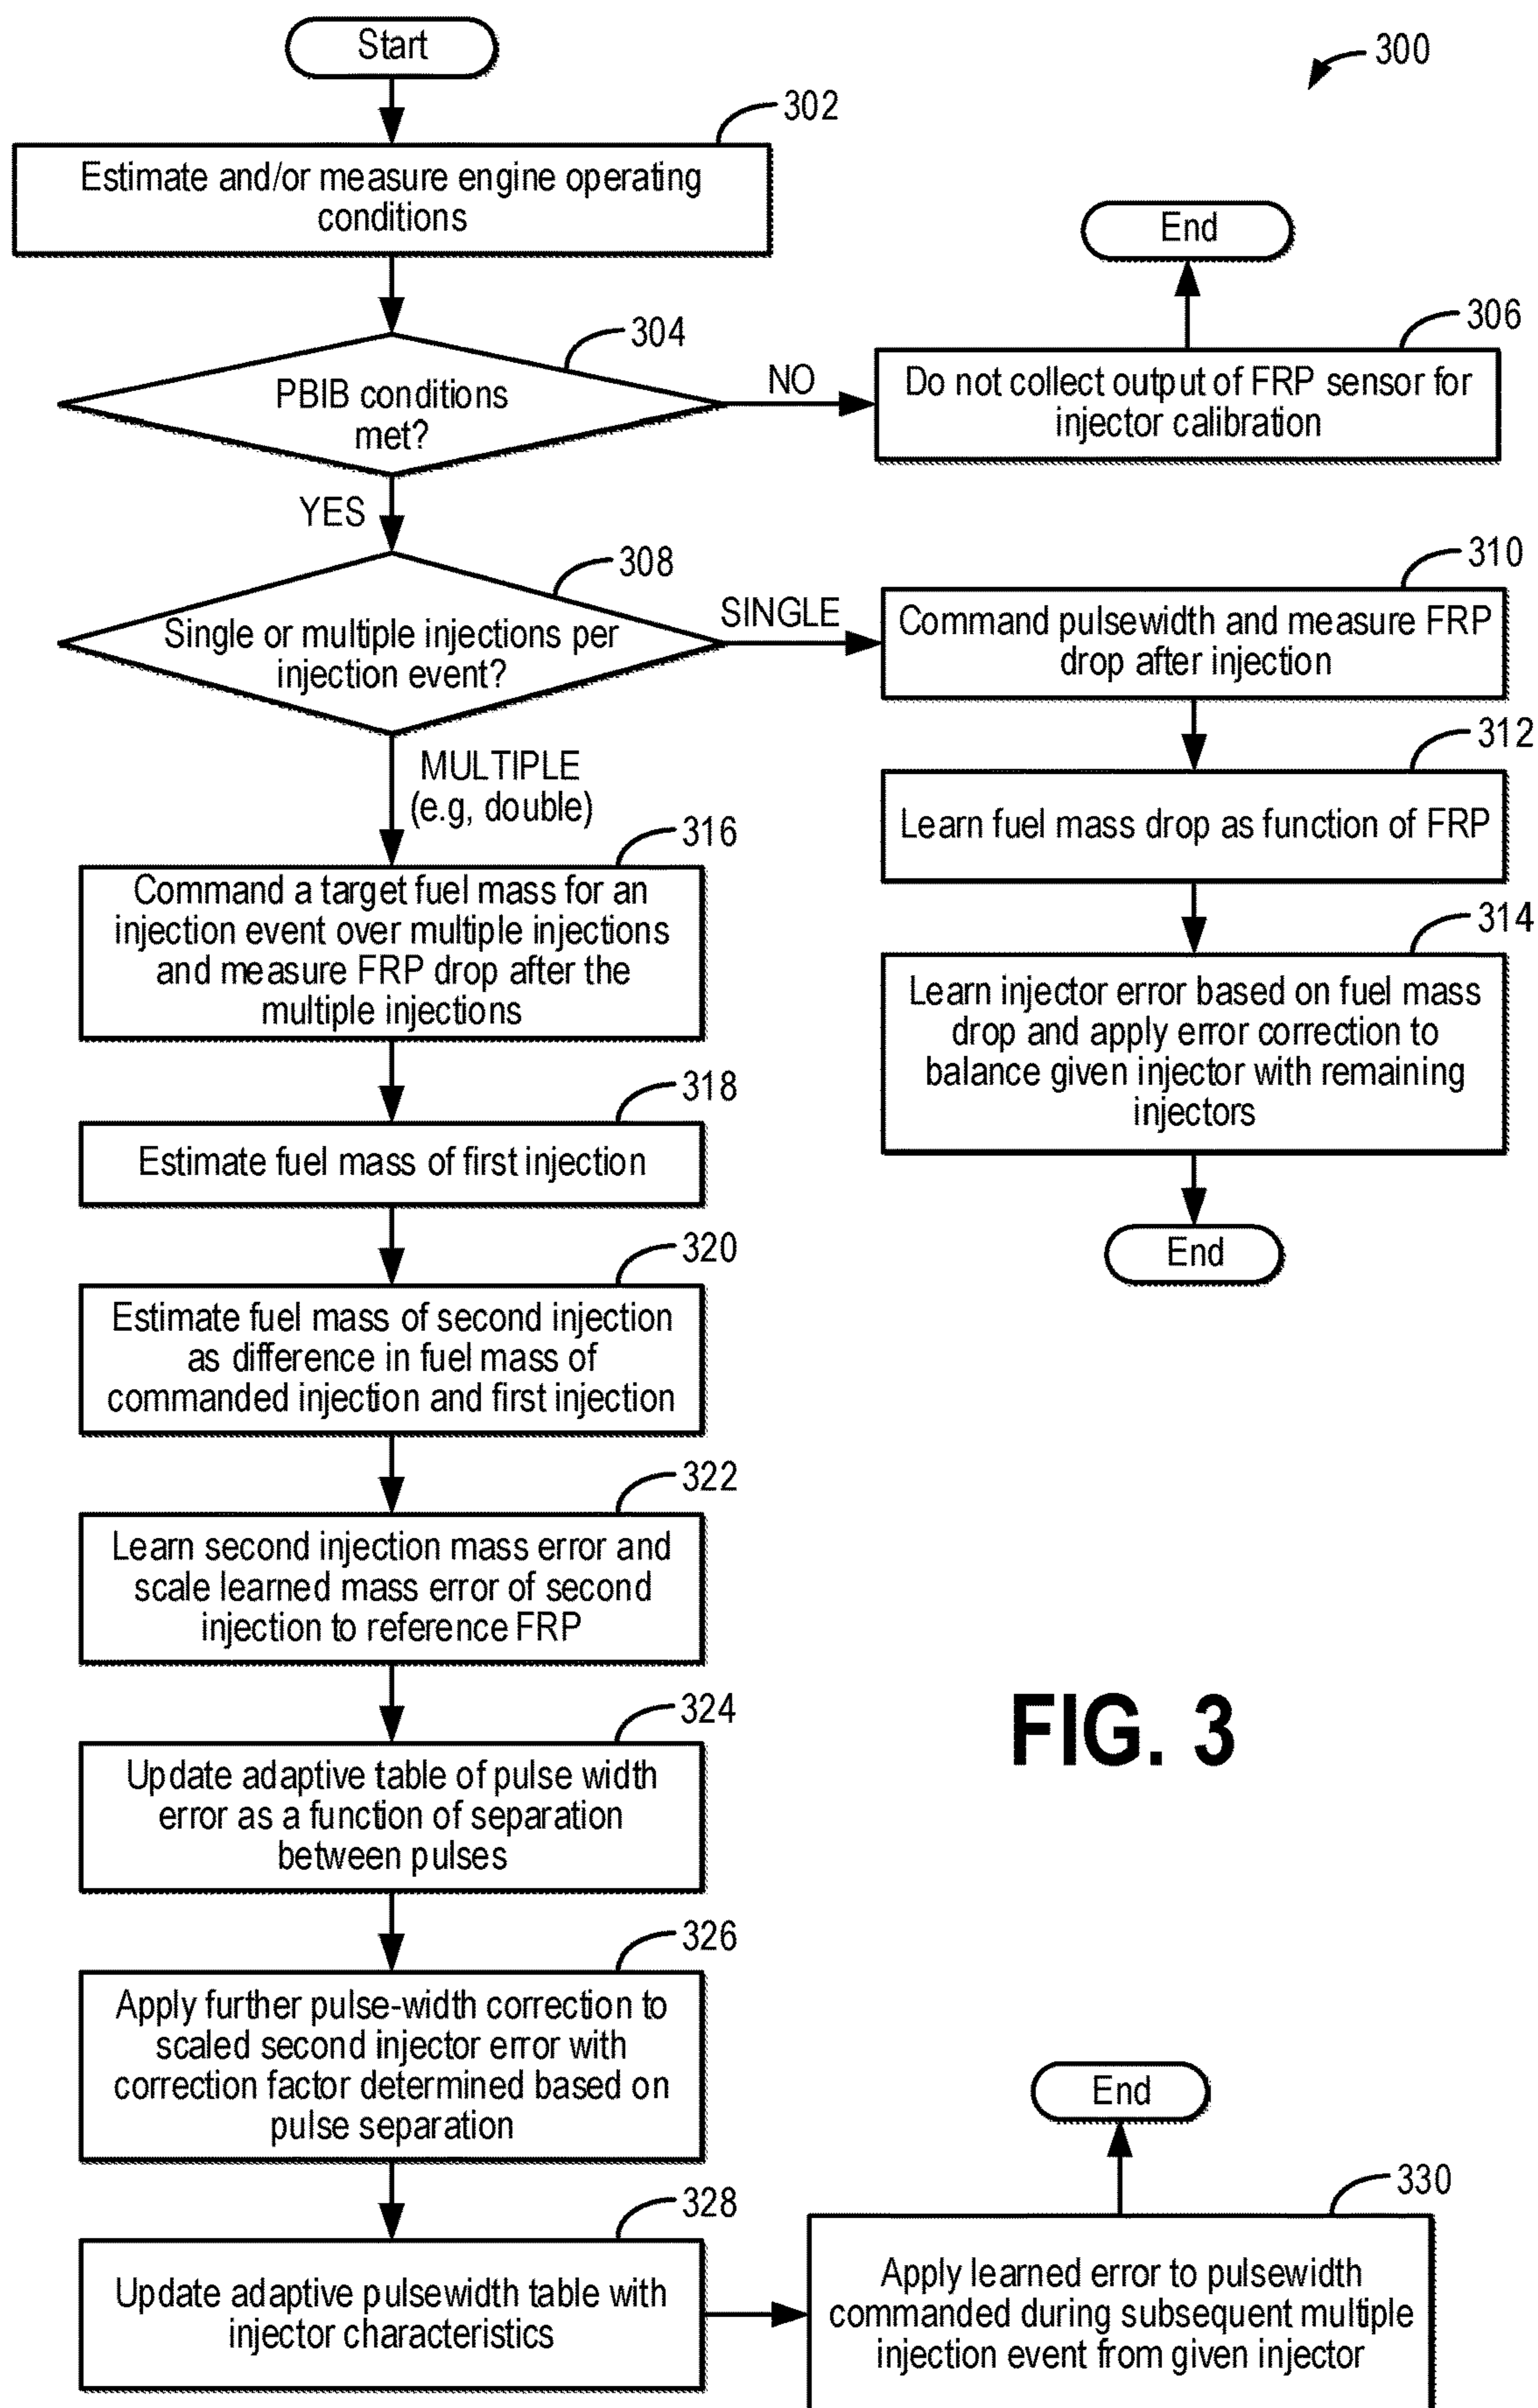 Start
300
302
Estimate and/or measure engine operating
conditions
End
304
306
PBIB conditions
met?
NO
Do not collect output of FRP sensor for
injector calibration
YES
308
310
Single or multiple injections per
injection event?
SINGLE
Command pulsewidth and measure FRP
drop after injection
312
MULTIPLE
(e.g, double)
Learn fuel mass drop as function of FRP
316
314
Command a target fuel mass for an
injection event over multiple injections
and measure FRP drop after the
multiple injections
Learn injector error based on fuel mass
drop and apply error correction to
balance given injector with remaining
injectors
318
Estimate fuel mass of first injection
End
320
Estimate fuel mass of second injection
as difference in fuel mass of
commanded injection and first injection
322
Learn second injection mass error and
scale learned mass error of second
injection to reference FRP
324
FIG. 3
Update adaptive table of pulse width
error as a function of separation
between pulses
326
Apply further pulse-width correction to
scaled second injector error with
correction factor determined based on
pulse separation
End
328
330
Update adaptive pulsewidth table with
injector characteristics
Apply learned error to pulsewidth
commanded during subsequent multiple
injection event from given injector